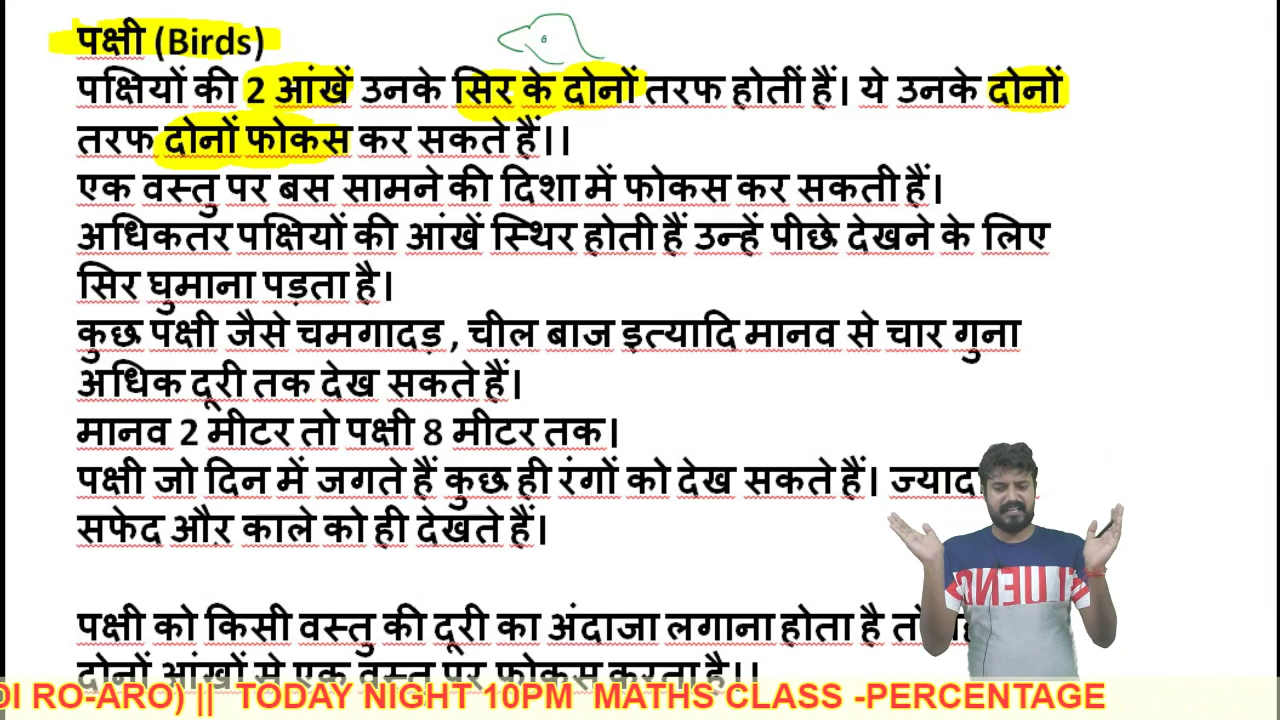 पक्षी (Birds)
पक्षियों की 2 आंखें उनके सिर के दोनों तरफ होतीं हैं। ये उनके दोनों
तरफ दोनों फोकस कर सकते हैं।।
एक वस्तु पर बस सामने की दिशा में फोकस कर सकती हैं।
अधिकतर पक्षियों की आंखें स्थिर होती हैं उन्हें पीछे देखने के लिए
सिर घुमाना पड़ता है।
कुछ पक्षी जैसे चमगादड़ , चील बाज इत्यादि मानव से चार गुना
अधिक दूरी तक देख सकते हैं।
मानव 2 मीटर तो पक्षी 8 मीटर तक।
पक्षी जो दिन में जगते हैं कुछ ही रंगों को देख सकते हैं।
सफेद और काले को ही देखते हैं।
पक्षी को किसी वस्तु की दूरी का अंदाजा लगाना होता है
दोनों आंखों से एक वस्तु पर फोकस करता है।।
DI RO-ARO) || TODAY NIGHT 10PM MATHS CLASS -PERCENTAGE